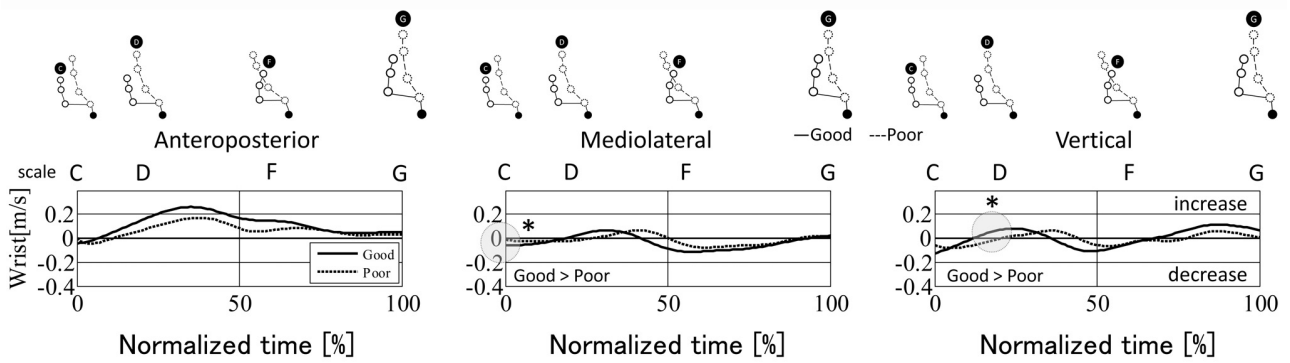 G
D
F
C
G
D
F
C
G
D
F
C
Anteroposterior
Mediolateral
—Good ---Poor
Vertical
scale C D F G
C D F G
C D F G
Wrist[m/s]
0.2
0
-0.2
-0.4
Good
Poor
0 50 100
Normalized time [%]
*
0.2
0
-0.2
-0.4
Good > Poor
0 50 100
Normalized time [%]
*
increase
0.2
0
-0.2
-0.4
Good > Poor
decrease
0 50 100
Normalized time [%]